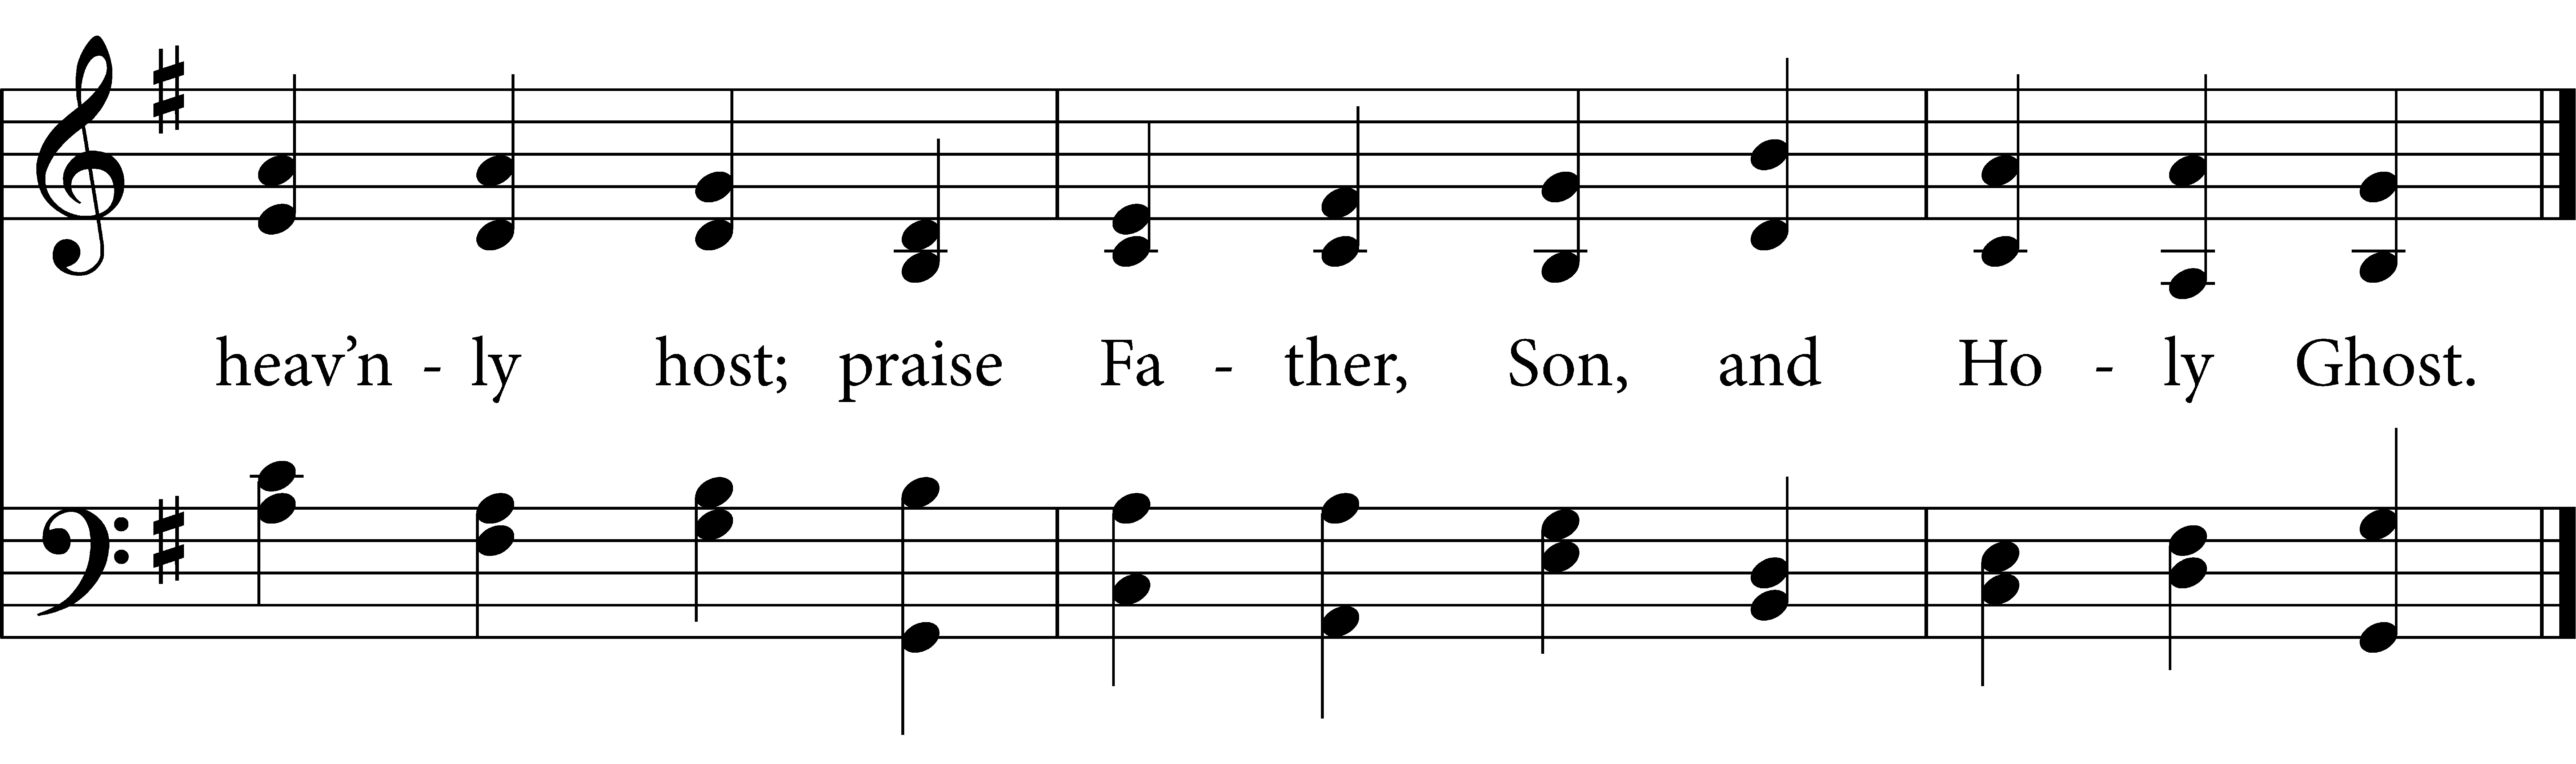 heav’n - ly host; praise Fa - ther, Son, and Ho - ly Ghost.